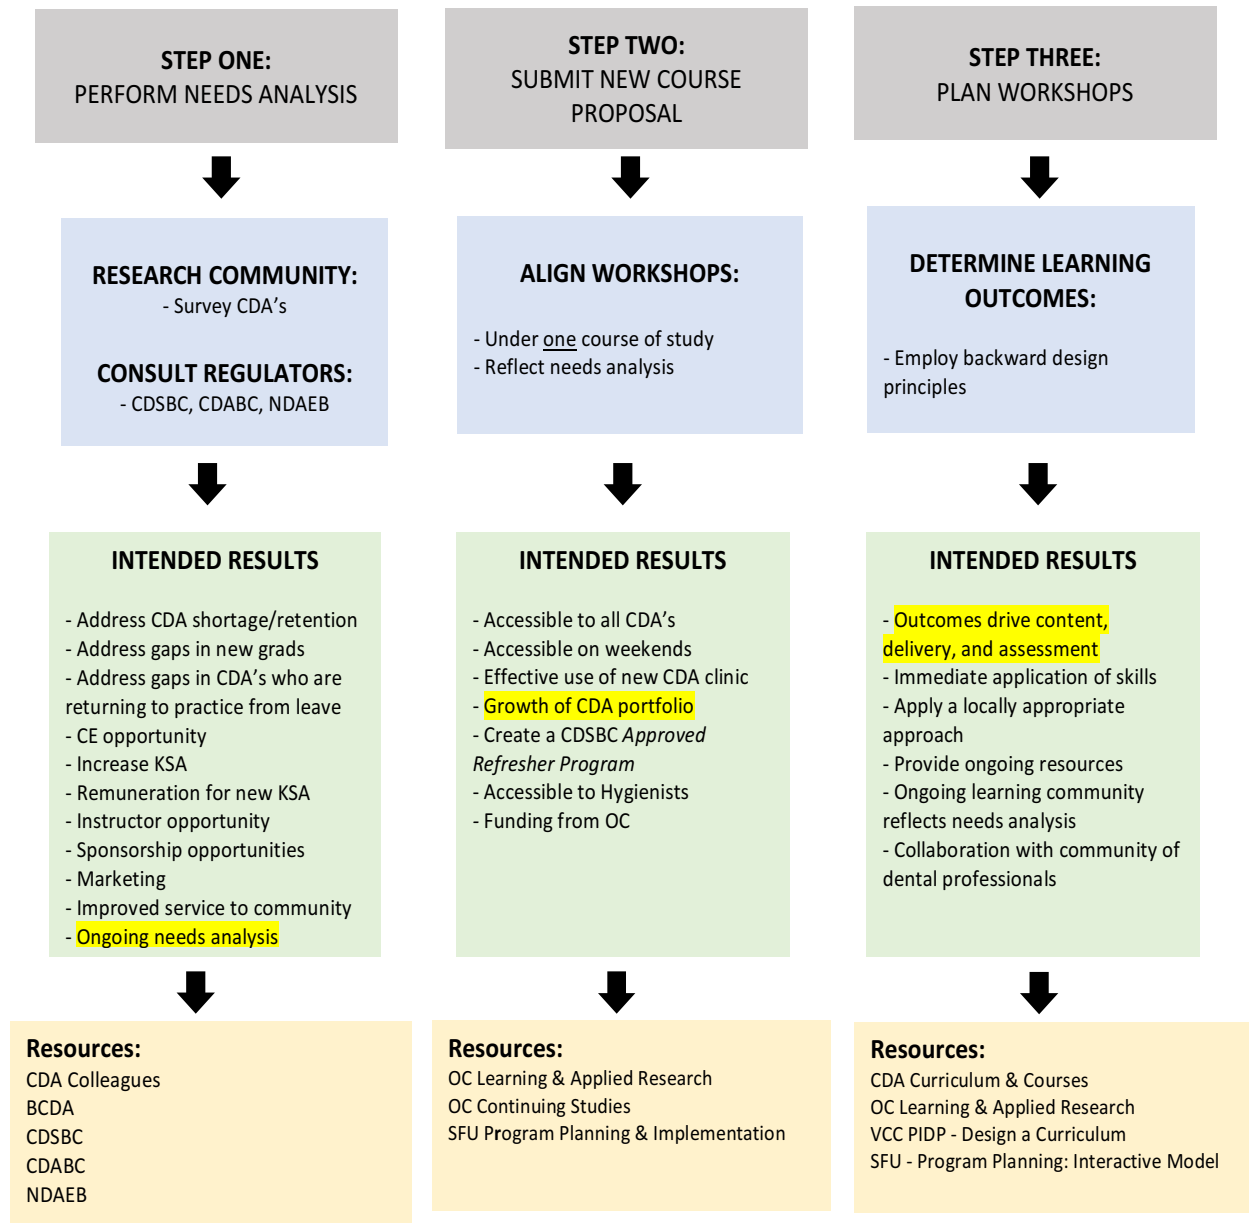 STEP ONE:
PERFORM NEEDS ANALYSIS
RESEARCH COMMUNITY:
- Survey CDA's
CONSULT REGULATORS:
- CDSBC, CDABC, NDAEB
INTENDED RESULTS
- Address CDA shortage/retention
- Address gaps in new grads
- Address gaps in CDA's who are
returning to practice from leave
- CE opportunity
- Increase KSA
- Remuneration for new KSA
- Instructor opportunity
- Sponsorship opportunities
- Marketing
- Improved service to community
- Ongoing needs analysis
Resources:
CDA Colleagues
BCDA
CDSBC
CDABC
NDAEB
STEP TWO:
SUBMIT NEW COURSE
PROPOSAL
ALIGN WORKSHOPS:
- Under one course of study
- Reflect needs analysis
INTENDED RESULTS
- Accessible to all CDA's
- Accessible on weekends
- Effective use of new CDA clinic
- Growth of CDA portfolio
- Create a CDSBC Approved
Refresher Program
- Accessible to Hygienists
- Funding from OC
Resources:
OC Learning & Applied Research
OC Continuing Studies
SFU Program Planning & Implementation
STEP THREE:
PLAN WORKSHOPS
DETERMINE LEARNING
OUTCOMES:
- Employ backward design
principles
INTENDED RESULTS
- Outcomes drive content,
delivery, and assessment
- Immediate application of skills
- Apply a locally appropriate
approach
- Provide ongoing resources
- Ongoing learning community
reflects needs analysis
- Collaboration with community of
dental professionals
Resources:
CDA Curriculum & Courses
OC Learning & Applied Research
VCC PIDP - Design a Curriculum
SFU - Program Planning: Interactive Model